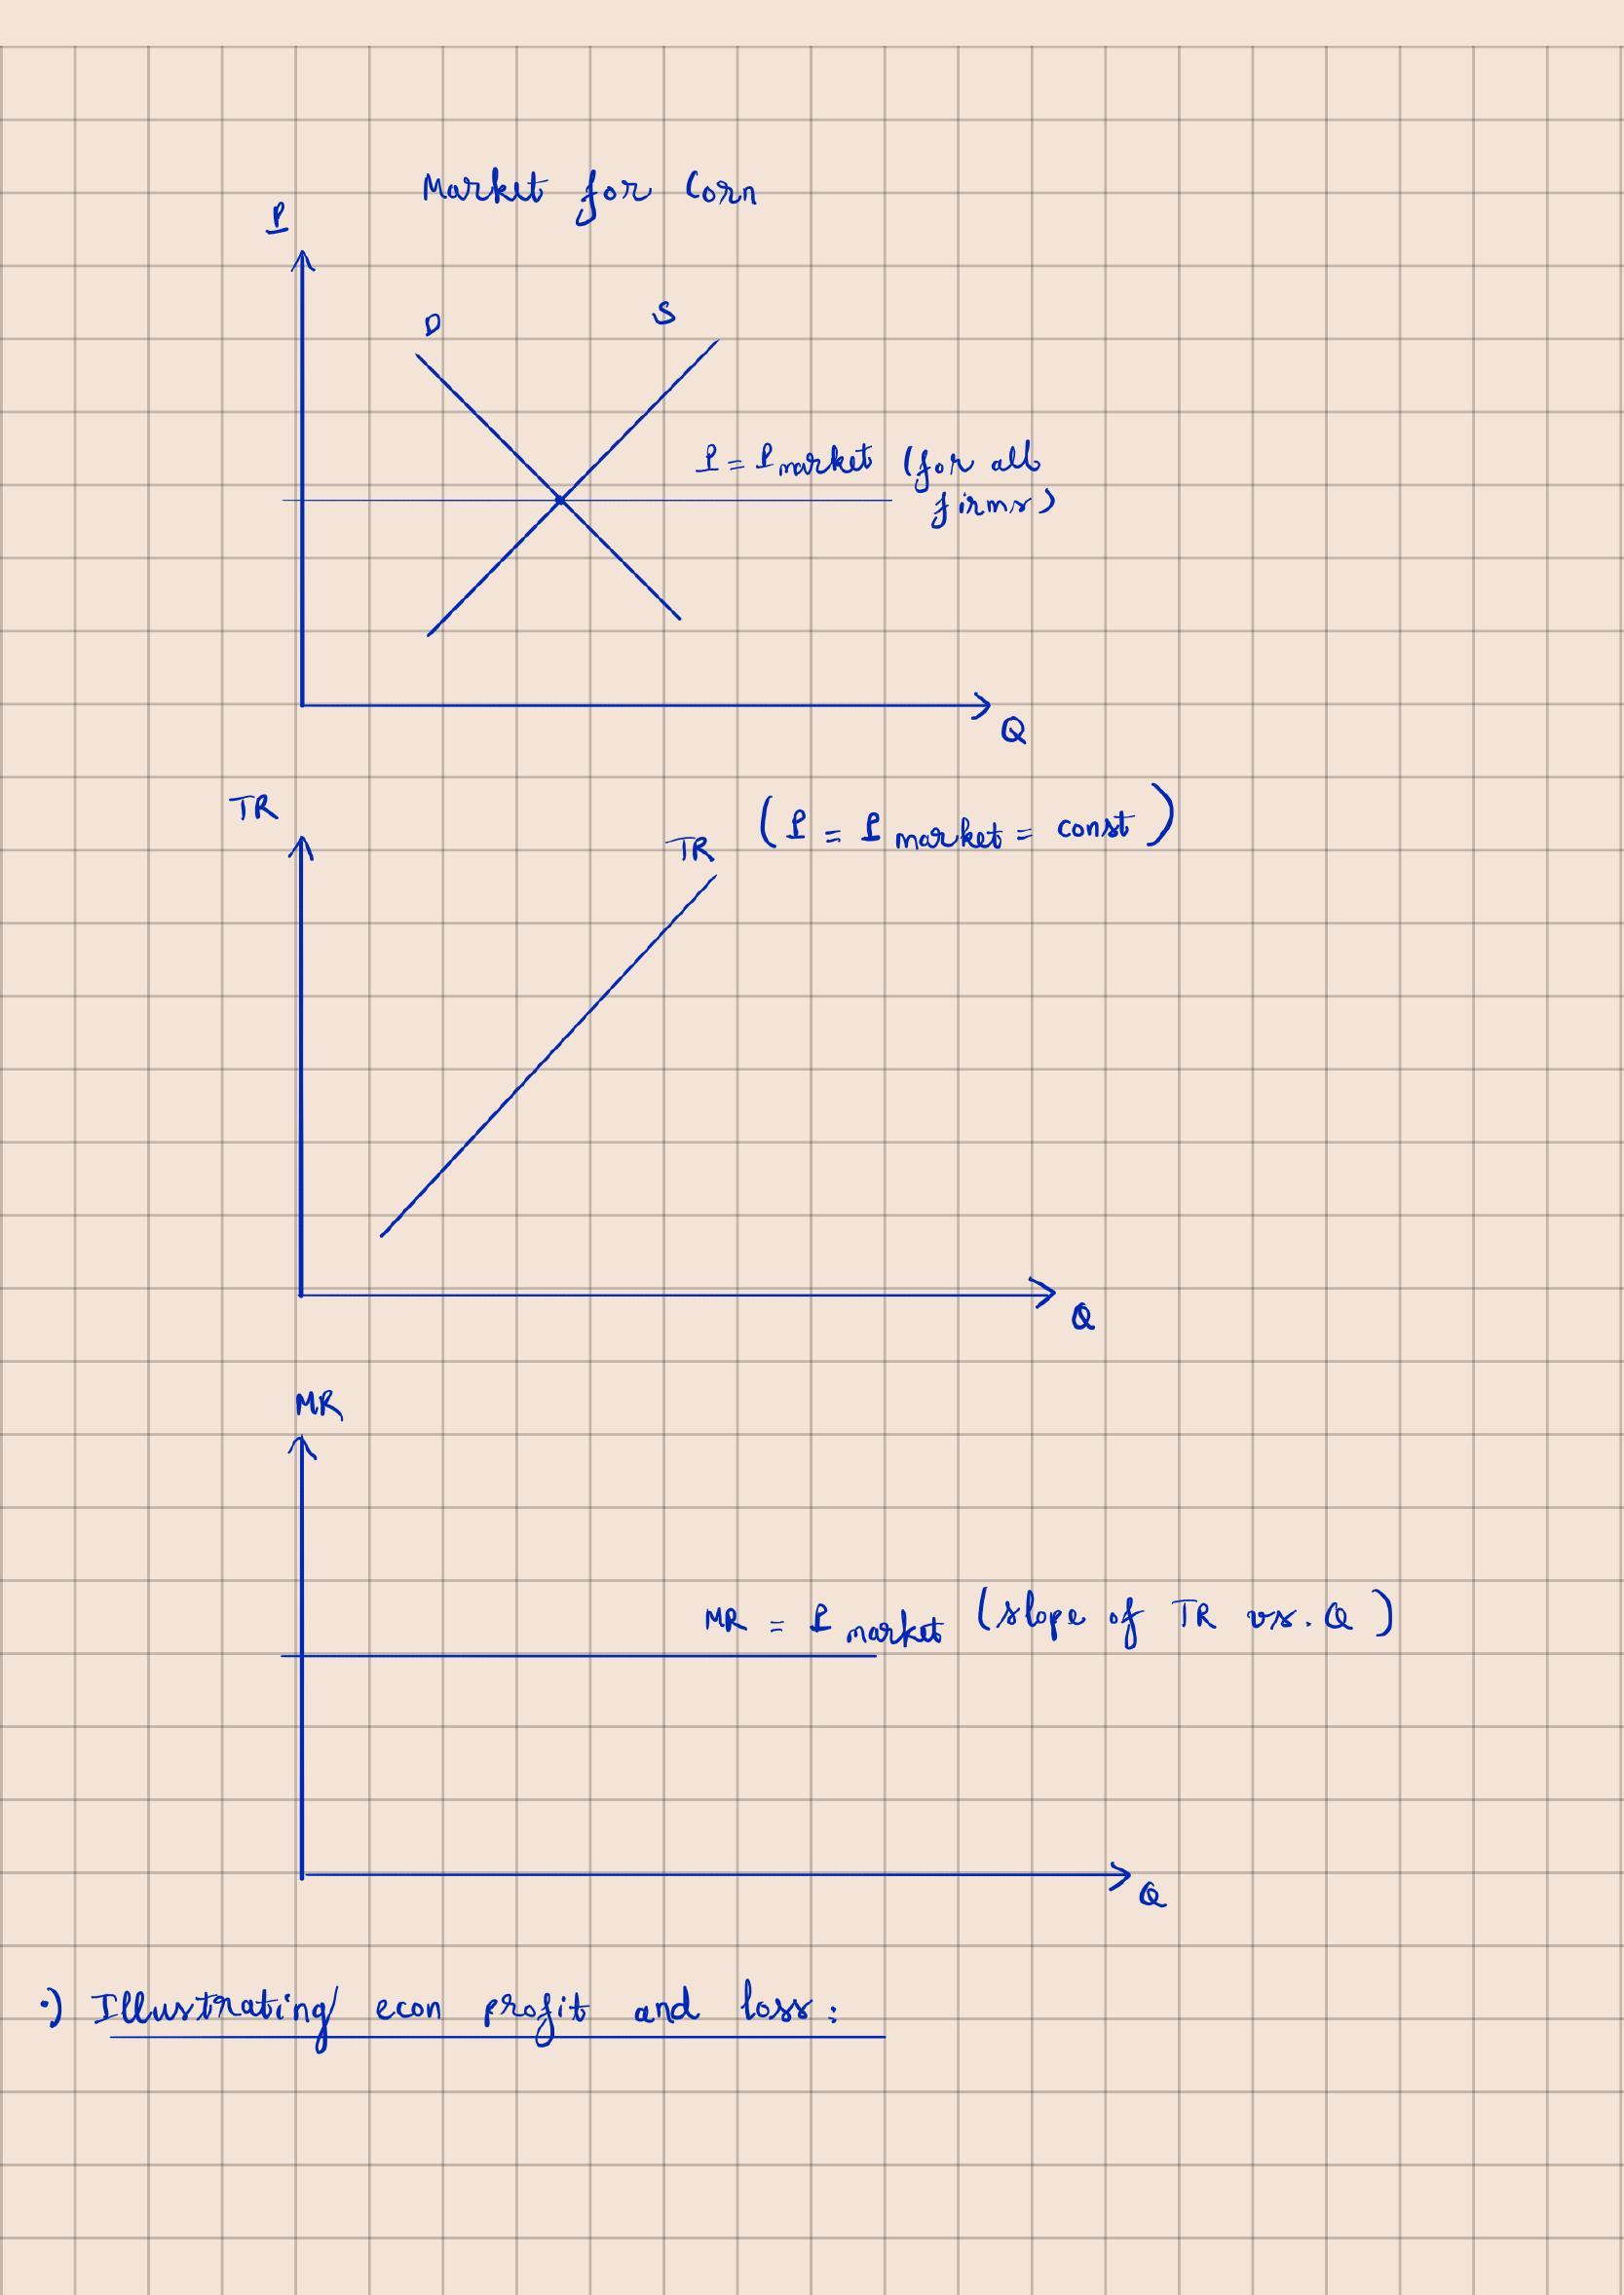 Market for Corn
P
D
S
P = P market (for all
firms)
Q
TR
TR (P = P market = const)
Q
MR
MR = P market (slope of TR vs. Q)
Q
•) Illustrating econ profit and loss: